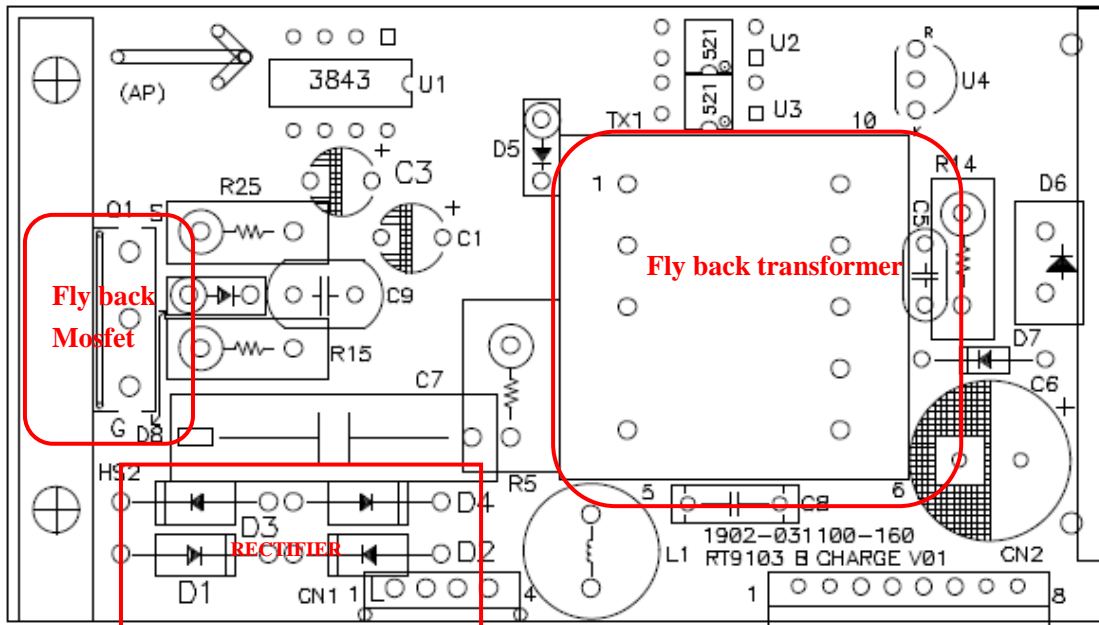 R
U2
521
3843
U1
(AP)
U4
521
U3
K
TX1
10
D5
C3
1
R14
R25
D6
C5
Q1
S
C1
Fly back transformer
Fly back
Mosfet
C9
R15
D7
C7
C6
G
D8
HS2
R5
5
6
C8
D4
D3
1902-031100-160
RECTIFIER
D2
L1
RT9103 B CHARGE V01
CN2
D1
CN1
1
L
4
1
8